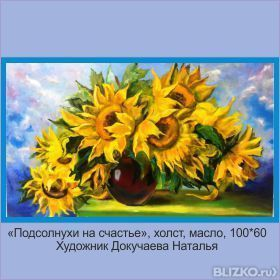 «Подсолнухи на счастье», холст, масло, 100*60
Художник Докучаева Наталья
BLIZKO.ru